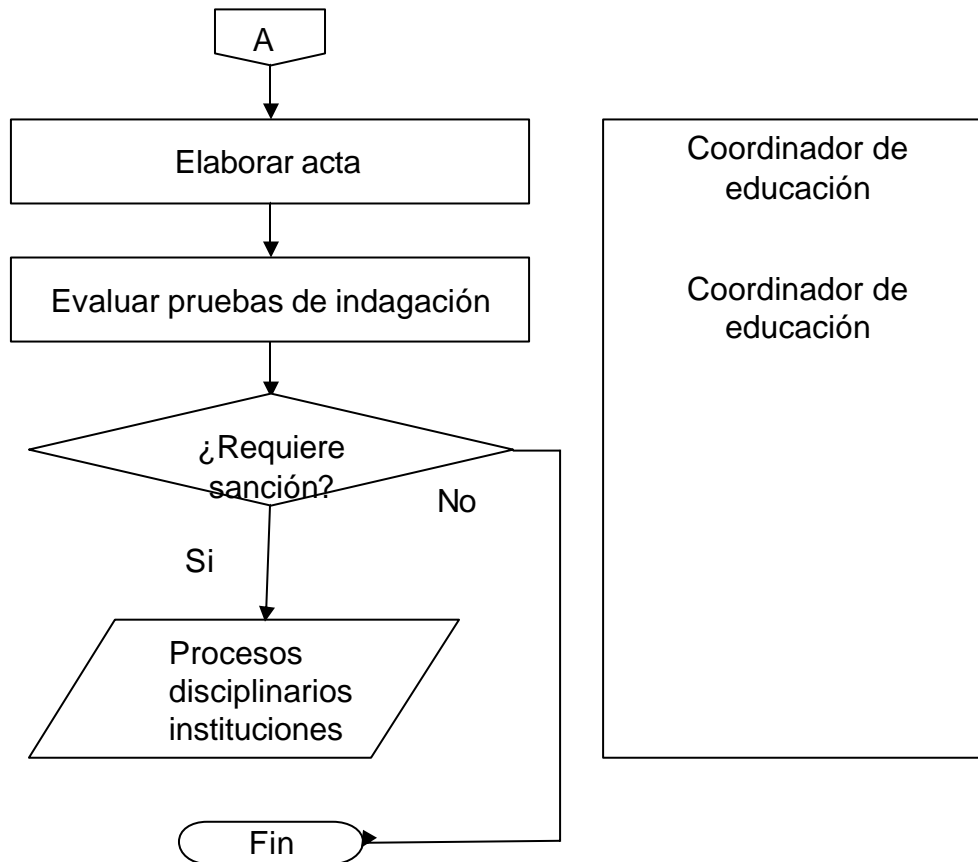 A
Elaborar acta
Coordinador de
educación
Evaluar pruebas de indagación
Coordinador de
educación
¿Requiere
sanción?
No
Si
Procesos
disciplinarios
instituciones
Fin